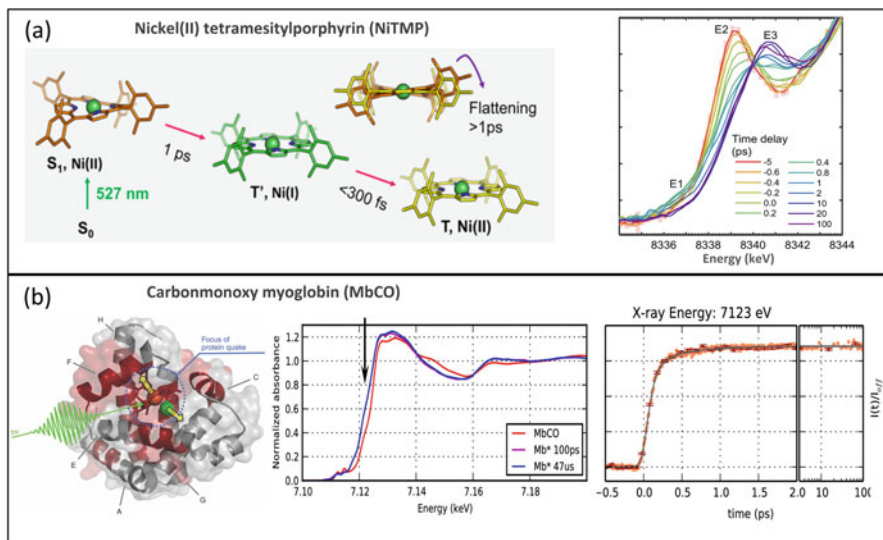 (a)
Nickel(II) tetramesitylporphyrin (NiTMP)
S₁, Ni(II)
1 ps
527 nm
S₀
T', Ni(I)
<300 fs
T, Ni(II)
Flattening
>1ps
E2
E3
E1
Time delay
(ps)
-5
-0.6
-0.4
-0.2
0.0
0.2
0.4
0.8
1
2
10
20
100
8336
8338
8340
8342
8344
Energy (keV)
(b)
Carbonmonoxy myoglobin (MbCO)
H
Focus of
protein quake
F
C
E
A
G
Normalized absorbance
1.2
1.0
0.8
0.6
0.4
0.2
0.0
MbCO
Mb* 100ps
Mb* 47us
7.10
7.12
7.14
7.16
7.18
Energy (keV)
X-ray Energy: 7123 eV
I(t)/Ioff
-0.5
0.0
0.5
1.0
1.5
2.0
10
100
time (ps)